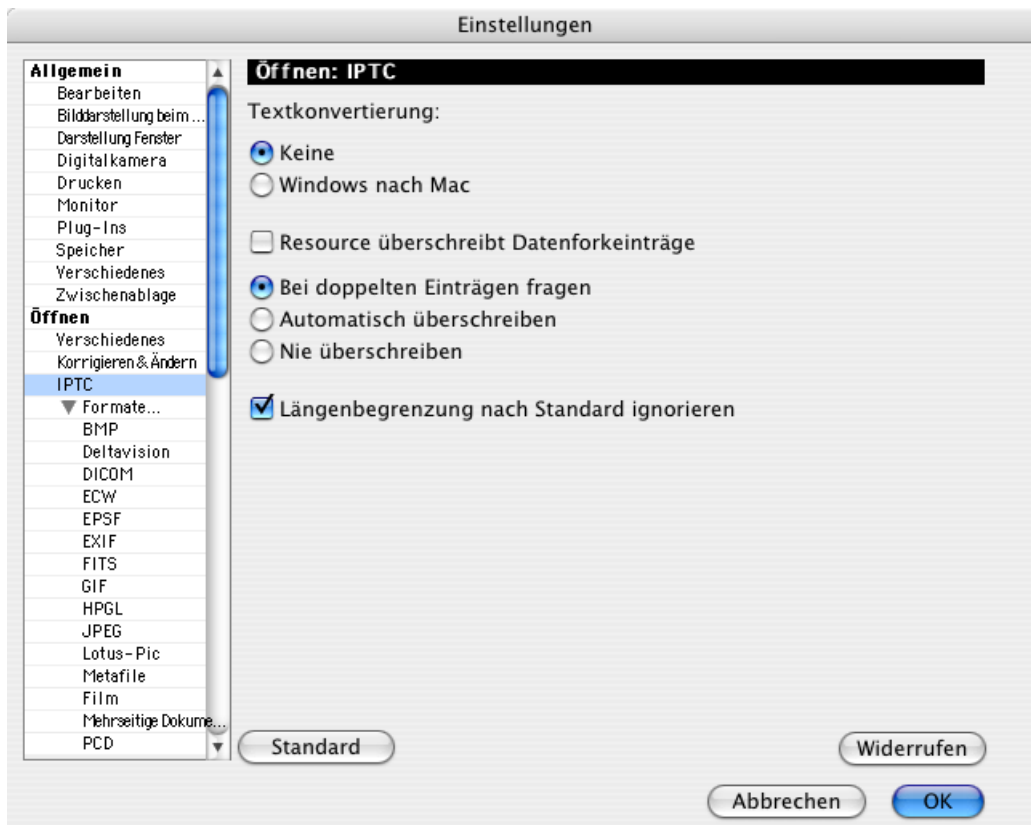 Einstellungen
Allgemein
Bearbeiten
Bilddarstellung beim ...
Darstellung Fenster
Digitalkamera
Drucken
Monitor
Plug-Ins
Speicher
Verschiedenes
Zwischenablage
Öffnen
Verschiedenes
Korrigieren & Ändern
IPTC
Formate...
BMP
Deltavision
DICOM
ECW
EPSF
EXIF
FITS
GIF
HPGL
JPEG
Lotus-Pic
Metafile
Film
Mehrseitige Dokume...
PCD
Öffnen: IPTC
Textkonvertierung:
Keine
Windows nach Mac
Resource überschreibt Datenforkeinträge
Bei doppelten Einträgen fragen
Automatisch überschreiben
Nie überschreiben
Längenbegrenzung nach Standard ignorieren
Standard
Widerrufen
Abbrechen
OK